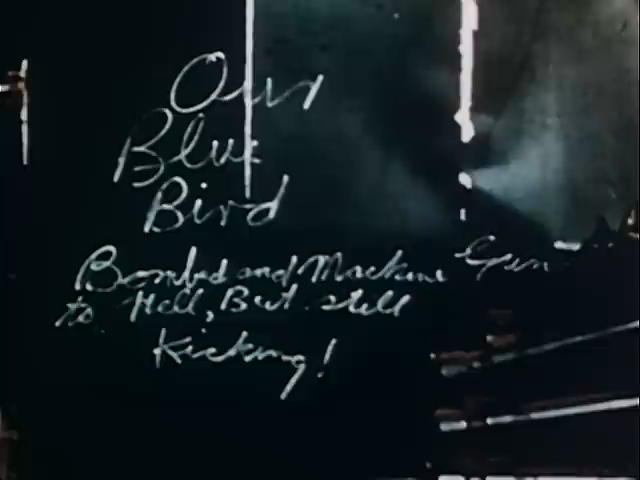 Our
Blue
Bird
Bombed and Machine Gun
to Hell, But still
Kicking!